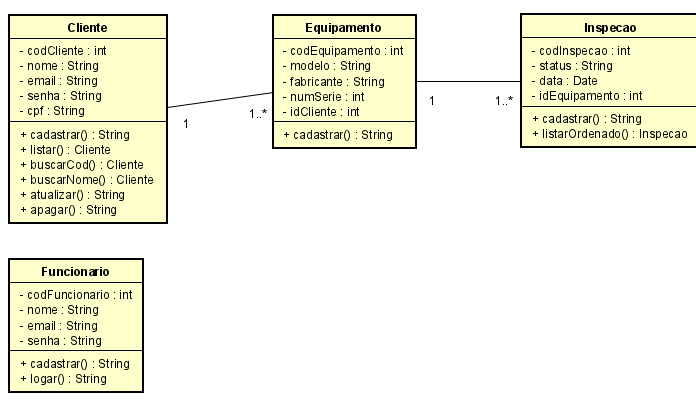 Cliente
- codCliente : int
- nome : String
- email : String
- senha : String
- cpf : String
+ cadastrar() : String
+ listar() : Cliente
+ buscarCod() : Cliente
+ buscarNome() : Cliente
+ atualizar() : String
+ apagar() : String
1
1..*
Equipamento
- codEquipamento : int
- modelo : String
- fabricante : String
- numSerie : int
- idCliente : int
+ cadastrar() : String
1
1..*
Inspecao
- codInspecao : int
- status : String
- data : Date
- idEquipamento : int
+ cadastrar() : String
+ listarOrdenado() : Inspecao
Funcionario
- codFuncionario : int
- nome : String
- email : String
- senha : String
+ cadastrar() : String
+ logar() : String